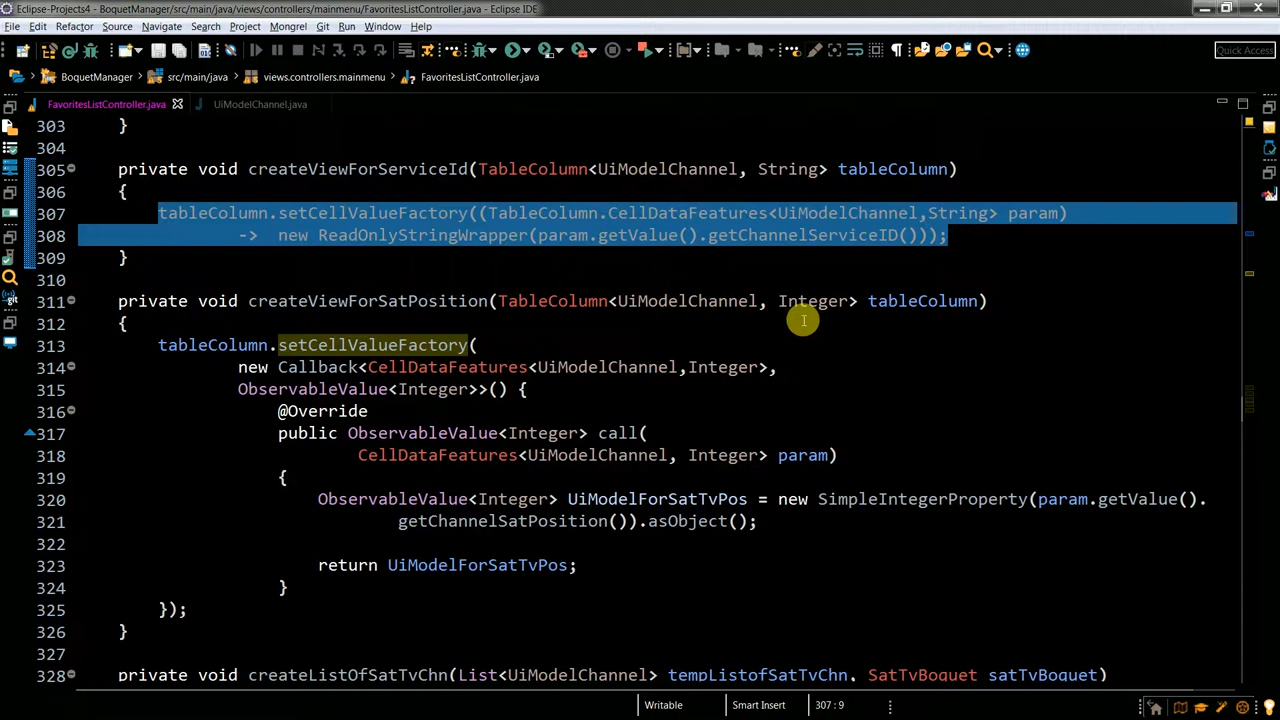 Eclipse-Projects4 - BoquetManager/src/main/java/views/controllers/mainmenu/FavoritesListController.java - Eclipse IDE
File Edit Refactor Source Navigate Search Project Mongrel Git Run Window Help
Quick Access
BoquetManager src/main/java views.controllers.mainmenu FavoritesListController.java
FavoritesListController.java UiModelChannel.java
303 }
304
305 private void createViewForServiceId(TableColumn<UiModelChannel, String> tableColumn)
306 {
307 tableColumn.setCellValueFactory((TableColumn.CellDataFeatures<UiModelChannel,String> param)
308 -> new ReadOnlyStringWrapper(param.getValue().getChannelServiceID()));
309 }
310
311 private void createViewForSatPosition(TableColumn<UiModelChannel, Integer> tableColumn)
312 {
313 tableColumn.setCellValueFactory(
314 new Callback<CellDataFeatures<UiModelChannel,Integer>,
315 ObservableValue<Integer>>() {
316 @Override
317 public ObservableValue<Integer> call(
318 CellDataFeatures<UiModelChannel, Integer> param)
319 {
320 ObservableValue<Integer> UiModelForSatTvPos = new SimpleIntegerProperty(param.getValue().
321 getChannelSatPosition()).asObject();
322
323 return UiModelForSatTvPos;
324 }
325 });
326 }
327
328 private void createListOfSatTvChn(List<UiModelChannel> tempListofSatTvChn, SatTvBoquet satTvBoquet)
Writable Smart Insert 307 : 9